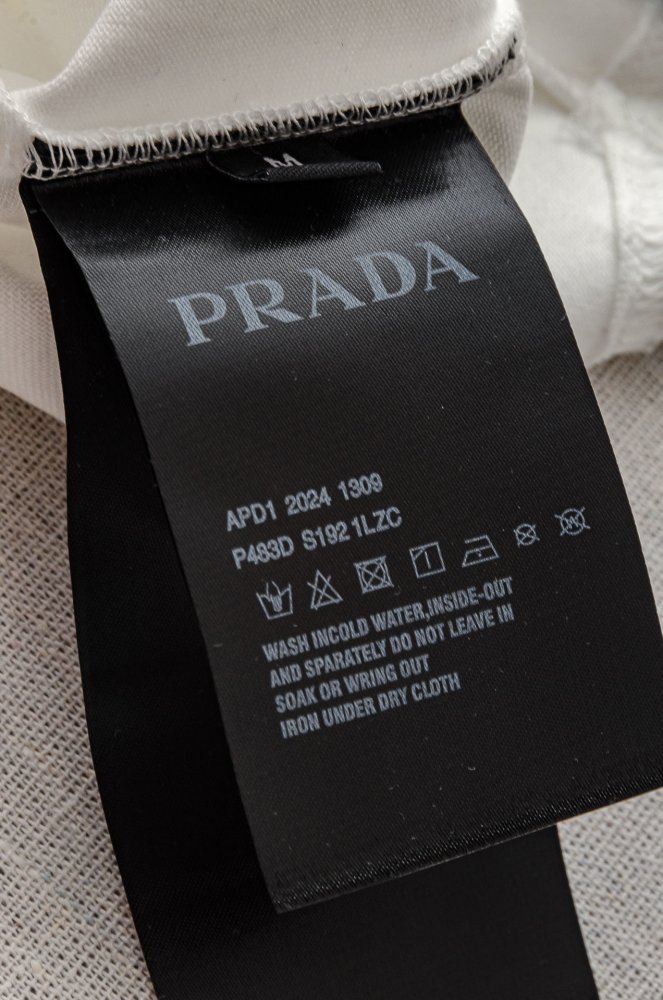 M
PRADA
APD1 2024 1309
P483D S192 1LZC
WASH INCOLD WATER,INSIDE-OUT
AND SPARATELY DO NOT LEAVE IN
SOAK OR WRING OUT
IRON UNDER DRY CLOTH